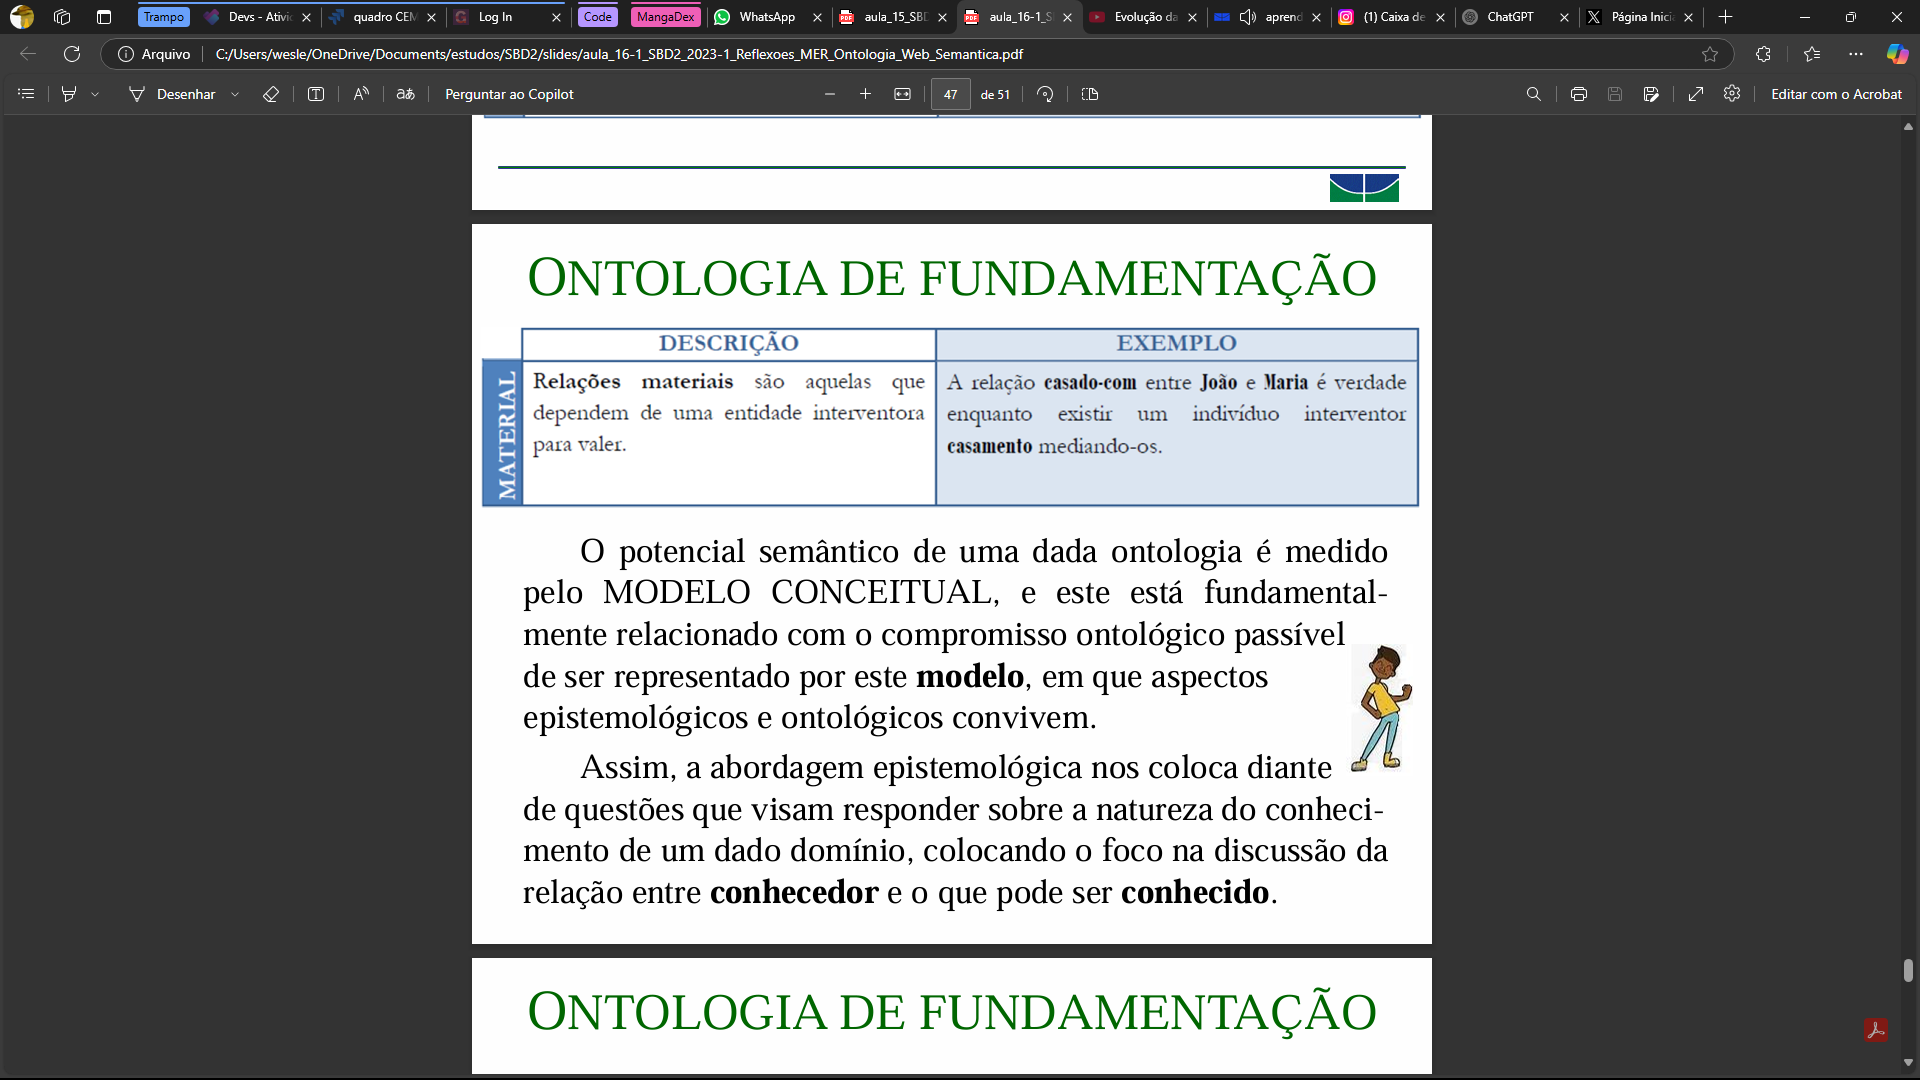 Trampo
Devs - Ativi
quadro CEM
Log In
Code
MangaDex
WhatsApp
aula_15_SBD
aula_16-1_S
Evolução da
aprend
(1) Caixa de
ChatGPT
Página Inici
Arquivo
C:/Users/wesle/OneDrive/Documents/estudos/SBD2/slides/aula_16-1_SBD2_2023-1_Reflexoes_MER_Ontologia_Web_Semantica.pdf
Desenhar
Perguntar ao Copilot
47 de 51
Editar com o Acrobat
ONTOLOGIA DE FUNDAMENTAÇÃO
DESCRIÇÃO
EXEMPLO
MATERIAL
Relações materiais são aquelas que
dependem de uma entidade interventora
para valer.
A relação casado-com entre João e Maria é verdade
enquanto existir um indivíduo interventor
casamento mediando-os.
O potencial semântico de uma dada ontologia é medido
pelo MODELO CONCEITUAL, e este está fundamental-
mente relacionado com o compromisso ontológico passível
de ser representado por este modelo, em que aspectos
epistemológicos e ontológicos convivem.
Assim, a abordagem epistemológica nos coloca diante
de questões que visam responder sobre a natureza do conheci-
mento de um dado domínio, colocando o foco na discussão da
relação entre conhecedor e o que pode ser conhecido.
ONTOLOGIA DE FUNDAMENTAÇÃO